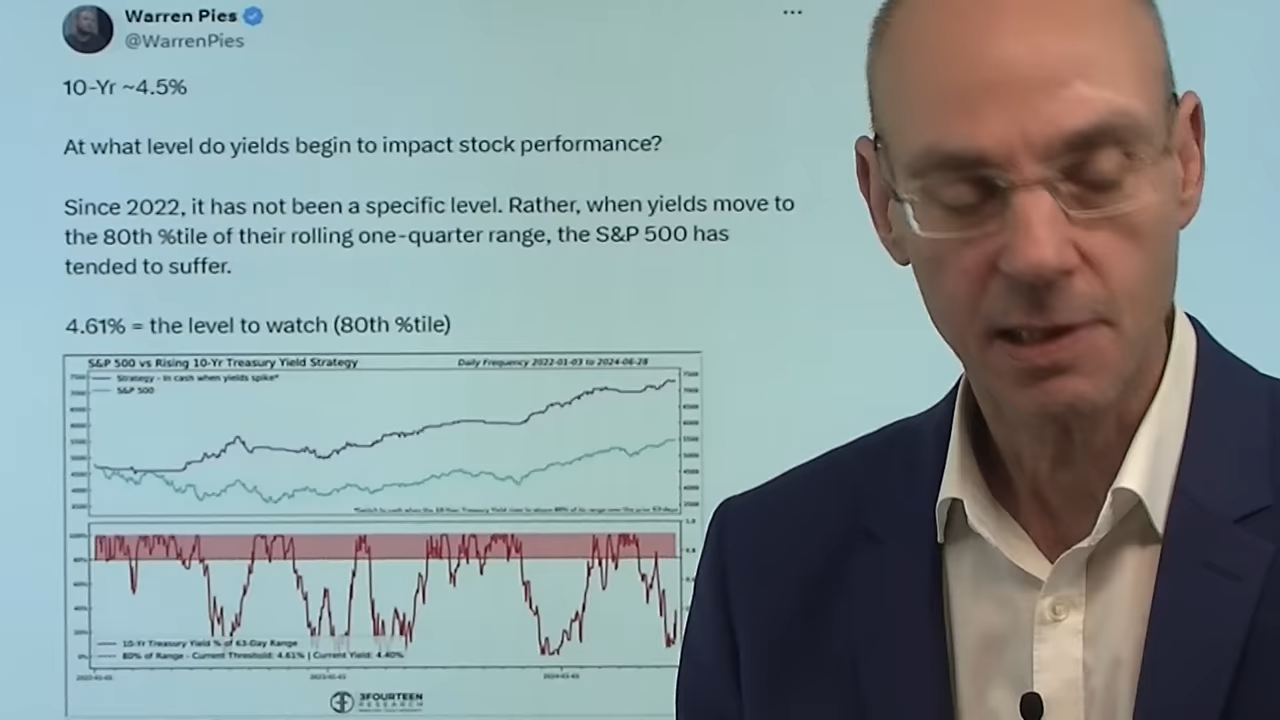 Warren Pies
@WarrenPies
...
10-Yr ~4.5%
At what level do yields begin to impact stock performance?
Since 2022, it has not been a specific level. Rather, when yields move to
the 80th %tile of their rolling one-quarter range, the S&P 500 has
tended to suffer.
4.61% = the level to watch (80th %tile)
S&P 500 vs Rising 10-Yr Treasury Yield Strategy
Daily Frequency 2022-01-03 to 2024-06-28
Strategy - In cash when yields spike*
S&P 500
10-Yr Treasury Yield % of 63-Day Range
80% of Range - Current Threshold: 4.61% | Current Yield: 4.40%
3FOURTEEN
RESEARCH